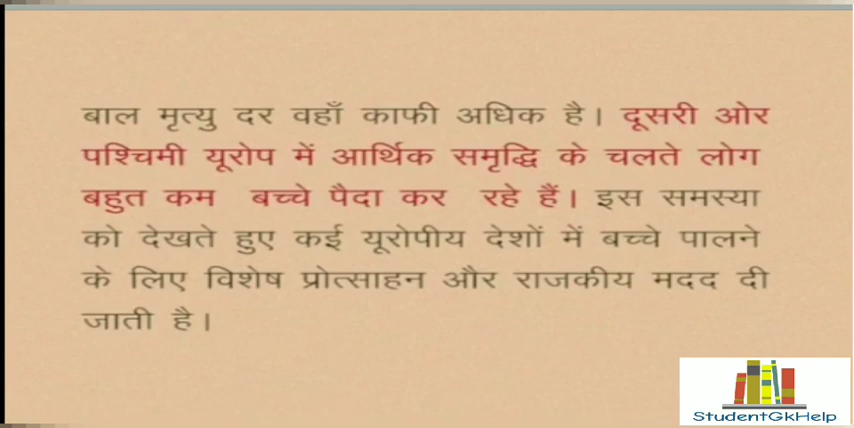 बाल मृत्यु दर वहाँ काफी अधिक है। दूसरी ओर
पश्चिमी यूरोप में आर्थिक समृद्धि के चलते लोग
बहुत कम बच्चे पैदा कर रहे हैं। इस समस्या
को देखते हुए कई यूरोपीय देशों में बच्चे पालने
के लिए विशेष प्रोत्साहन और राजकीय मदद दी
जाती है।
StudentGkHelp